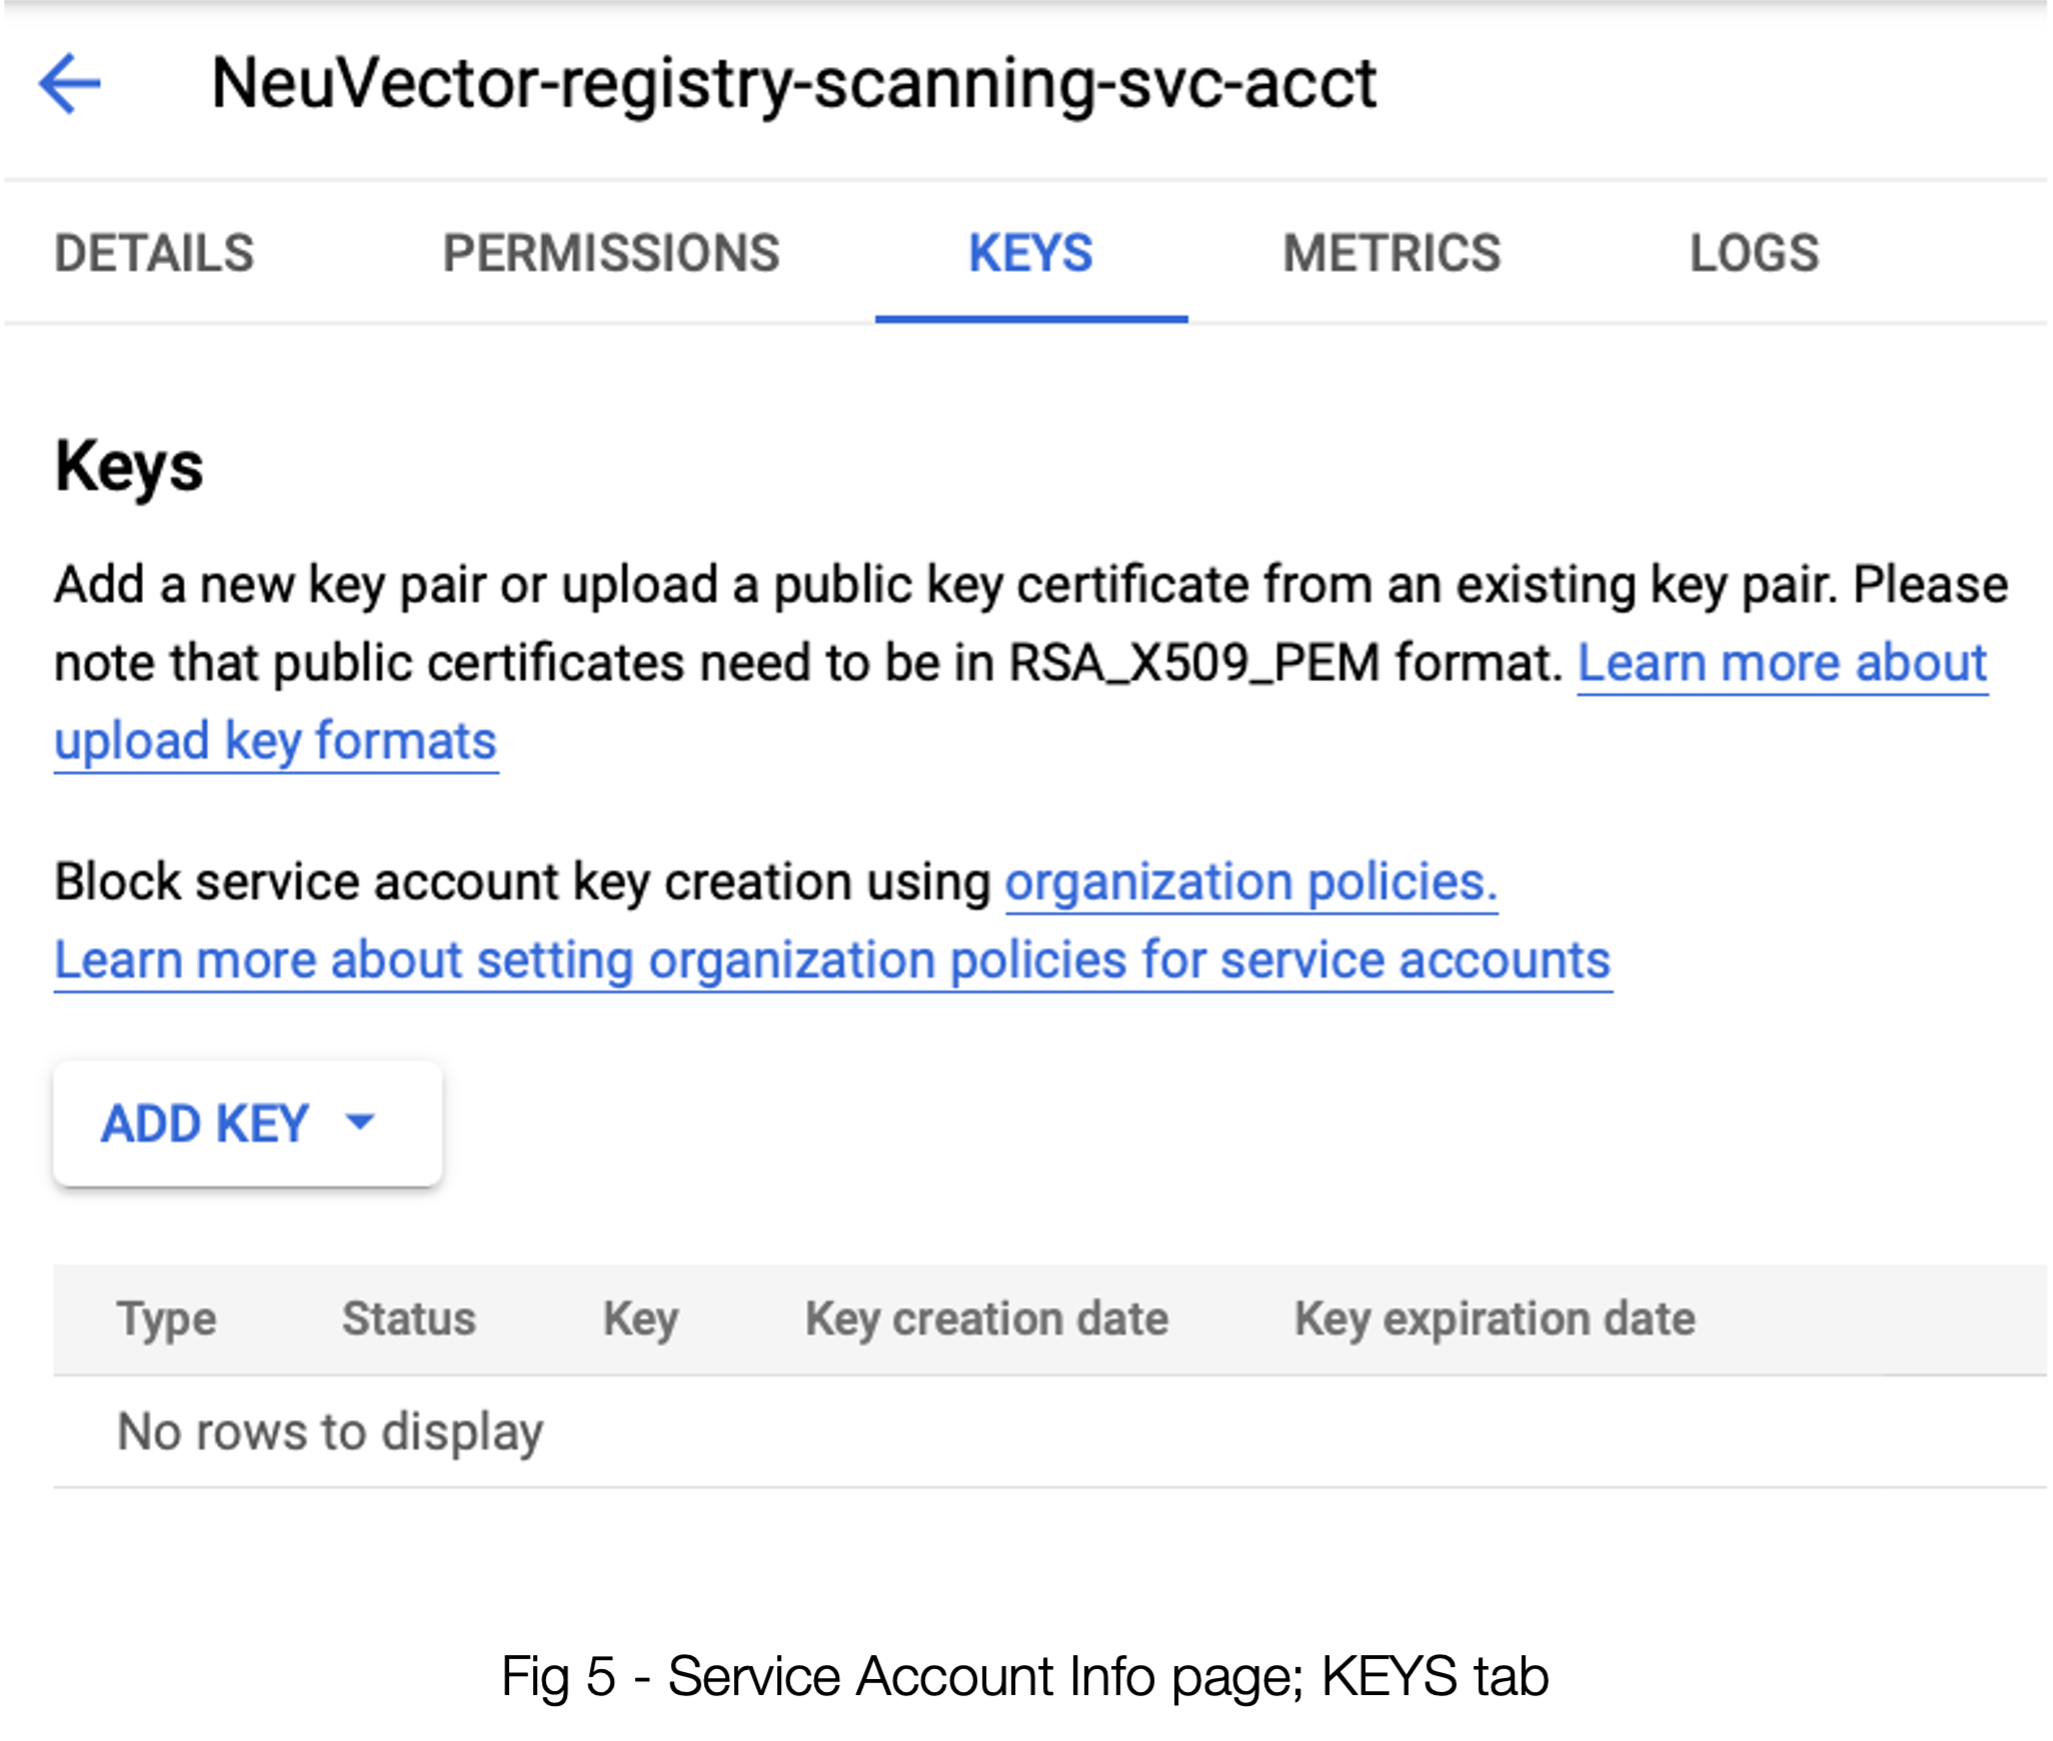 NeuVector-registry-scanning-svc-acct
DETAILS PERMISSIONS KEYS METRICS LOGS
Keys
Add a new key pair or upload a public key certificate from an existing key pair. Please
note that public certificates need to be in RSA_X509_PEM format. Learn more about
upload key formats
Block service account key creation using organization policies.
Learn more about setting organization policies for service accounts
ADD KEY
Type Status Key Key creation date Key expiration date
No rows to display
Fig 5 - Service Account Info page; KEYS tab